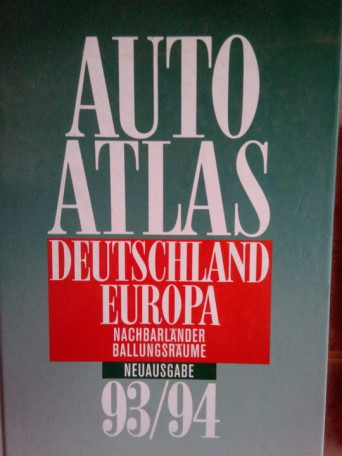 AUTO
ATLAS
DEUTSCHLAND
EUROPA
NACHBARLÄNDER
BALLUNGSRÄUME
NEUAUSGABE
93/94